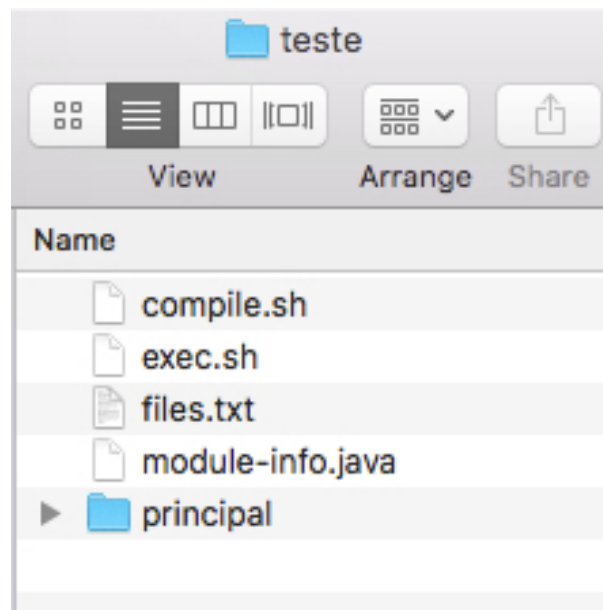 teste
View Arrange Share
Name
compile.sh
exec.sh
files.txt
module-info.java
principal